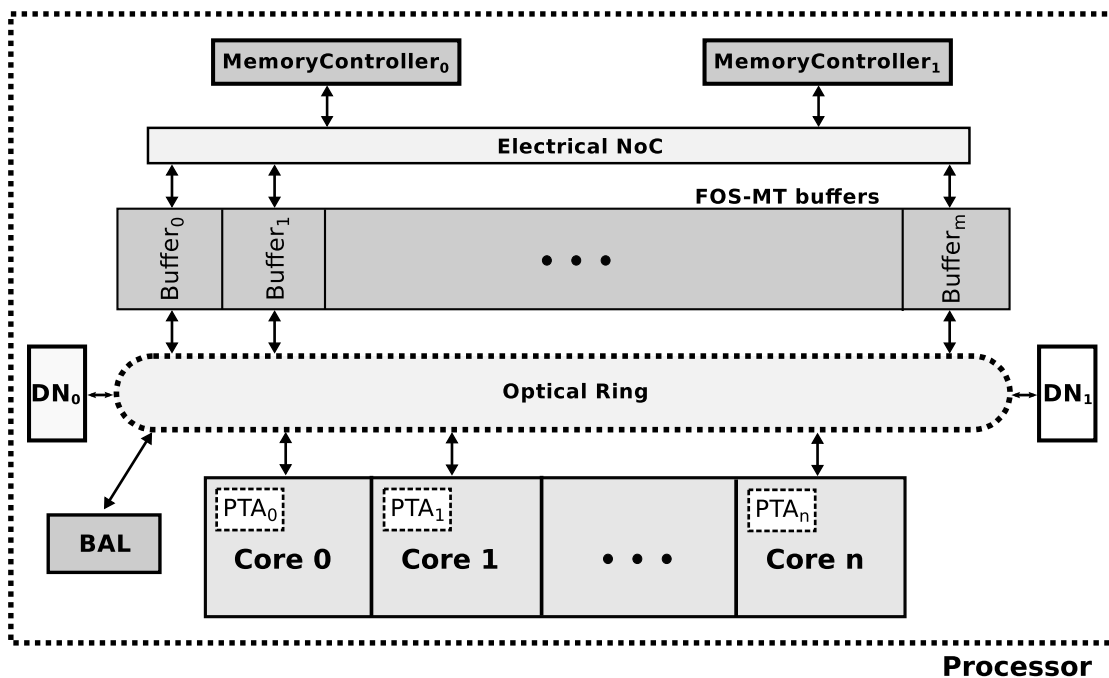 MemoryController₀ MemoryController₁
Electrical NoC
FOS-MT buffers
Buffer₀ Buffer₁ • • • Bufferₘ
DN₀ Optical Ring DN₁
PTA₀ PTA₁ PTAₙ
BAL
Core 0 Core 1 • • • Core n
Processor